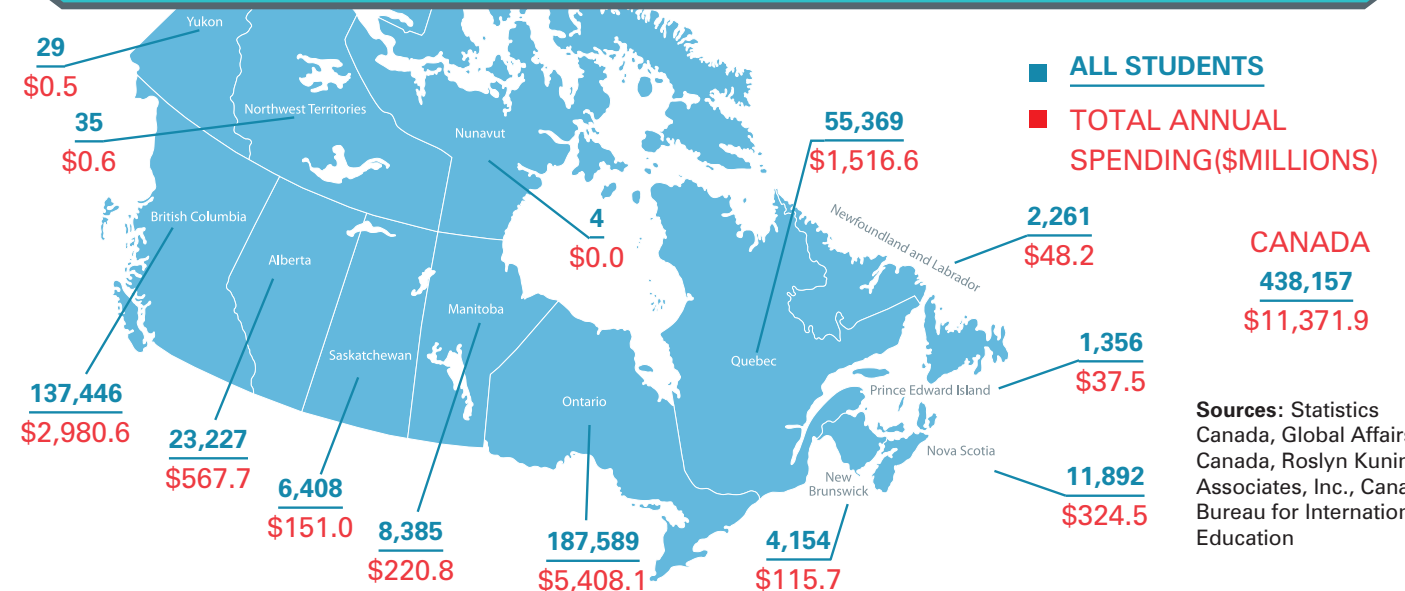 Yukon
29
$0.5
Northwest Territories
35
$0.6
Nunavut
4
$0.0
55,369
$1,516.6
ALL STUDENTS
TOTAL ANNUAL
SPENDING($MILLIONS)
British Columbia
Alberta
Newfoundland and Labrador
2,261
$48.2
CANADA
438,157
$11,371.9
Manitoba
Saskatchewan
Quebec
Ontario
Prince Edward Island
1,356
$37.5
137,446
$2,980.6
23,227
$567.7
6,408
$151.0
8,385
$220.8
187,589
$5,408.1
New
Brunswick
4,154
$115.7
Nova Scotia
11,892
$324.5
Sources: Statistics
Canada, Global Affairs
Canada, Roslyn
Associates, Inc.,
Bureau for
Education